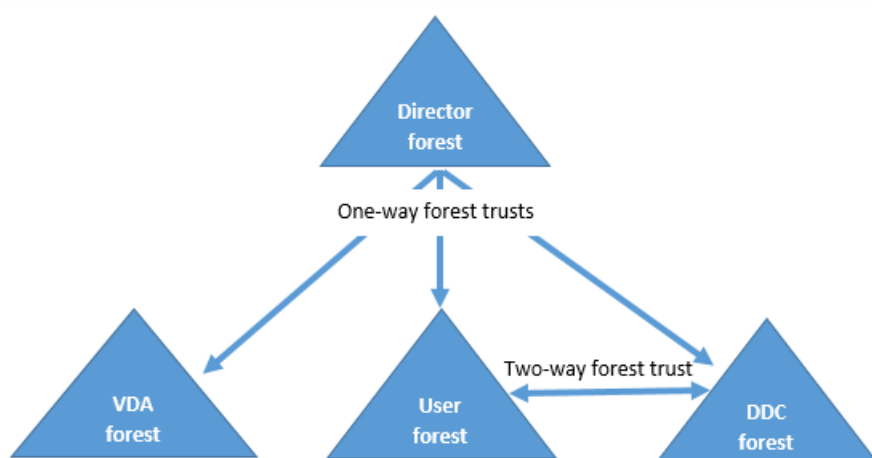 Director
forest
One-way forest trusts
Two-way forest trust
VDA
forest
User
forest
DDC
forest